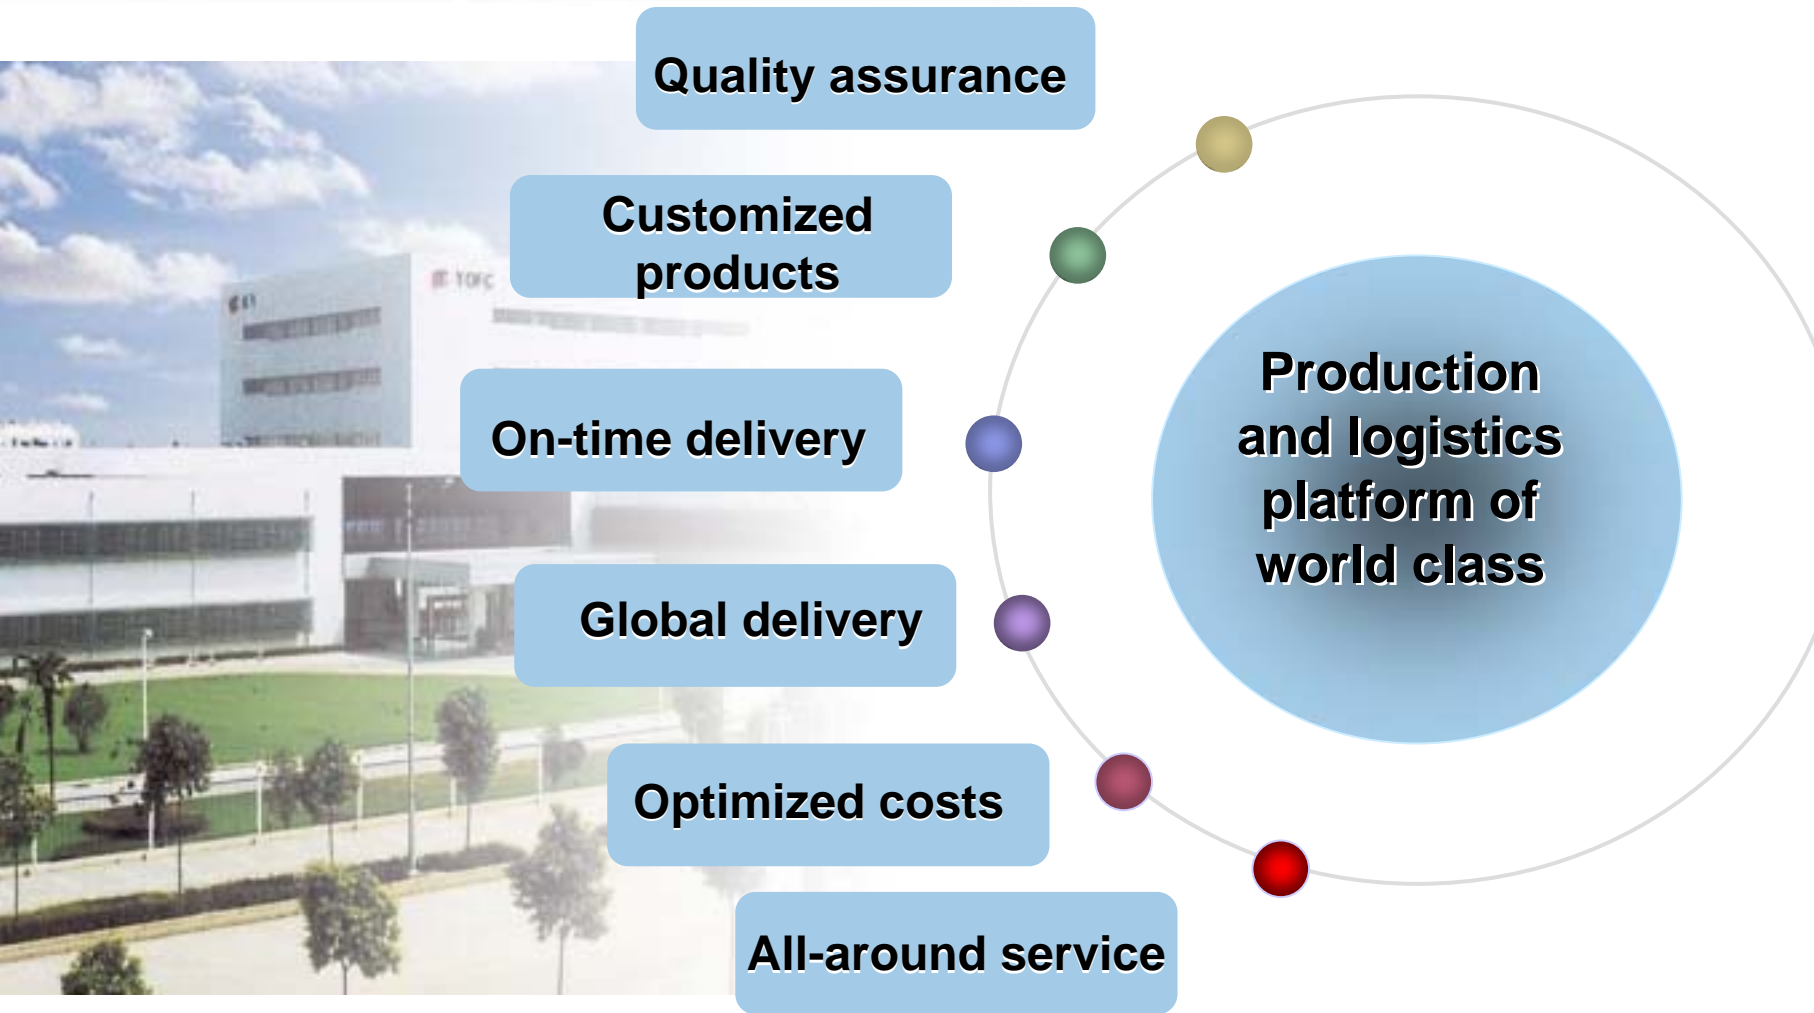 Quality assurance
Customized
products
TOFC
On-time delivery
Production
and logistics
platform of
world class
Global delivery
Optimized costs
All-around service